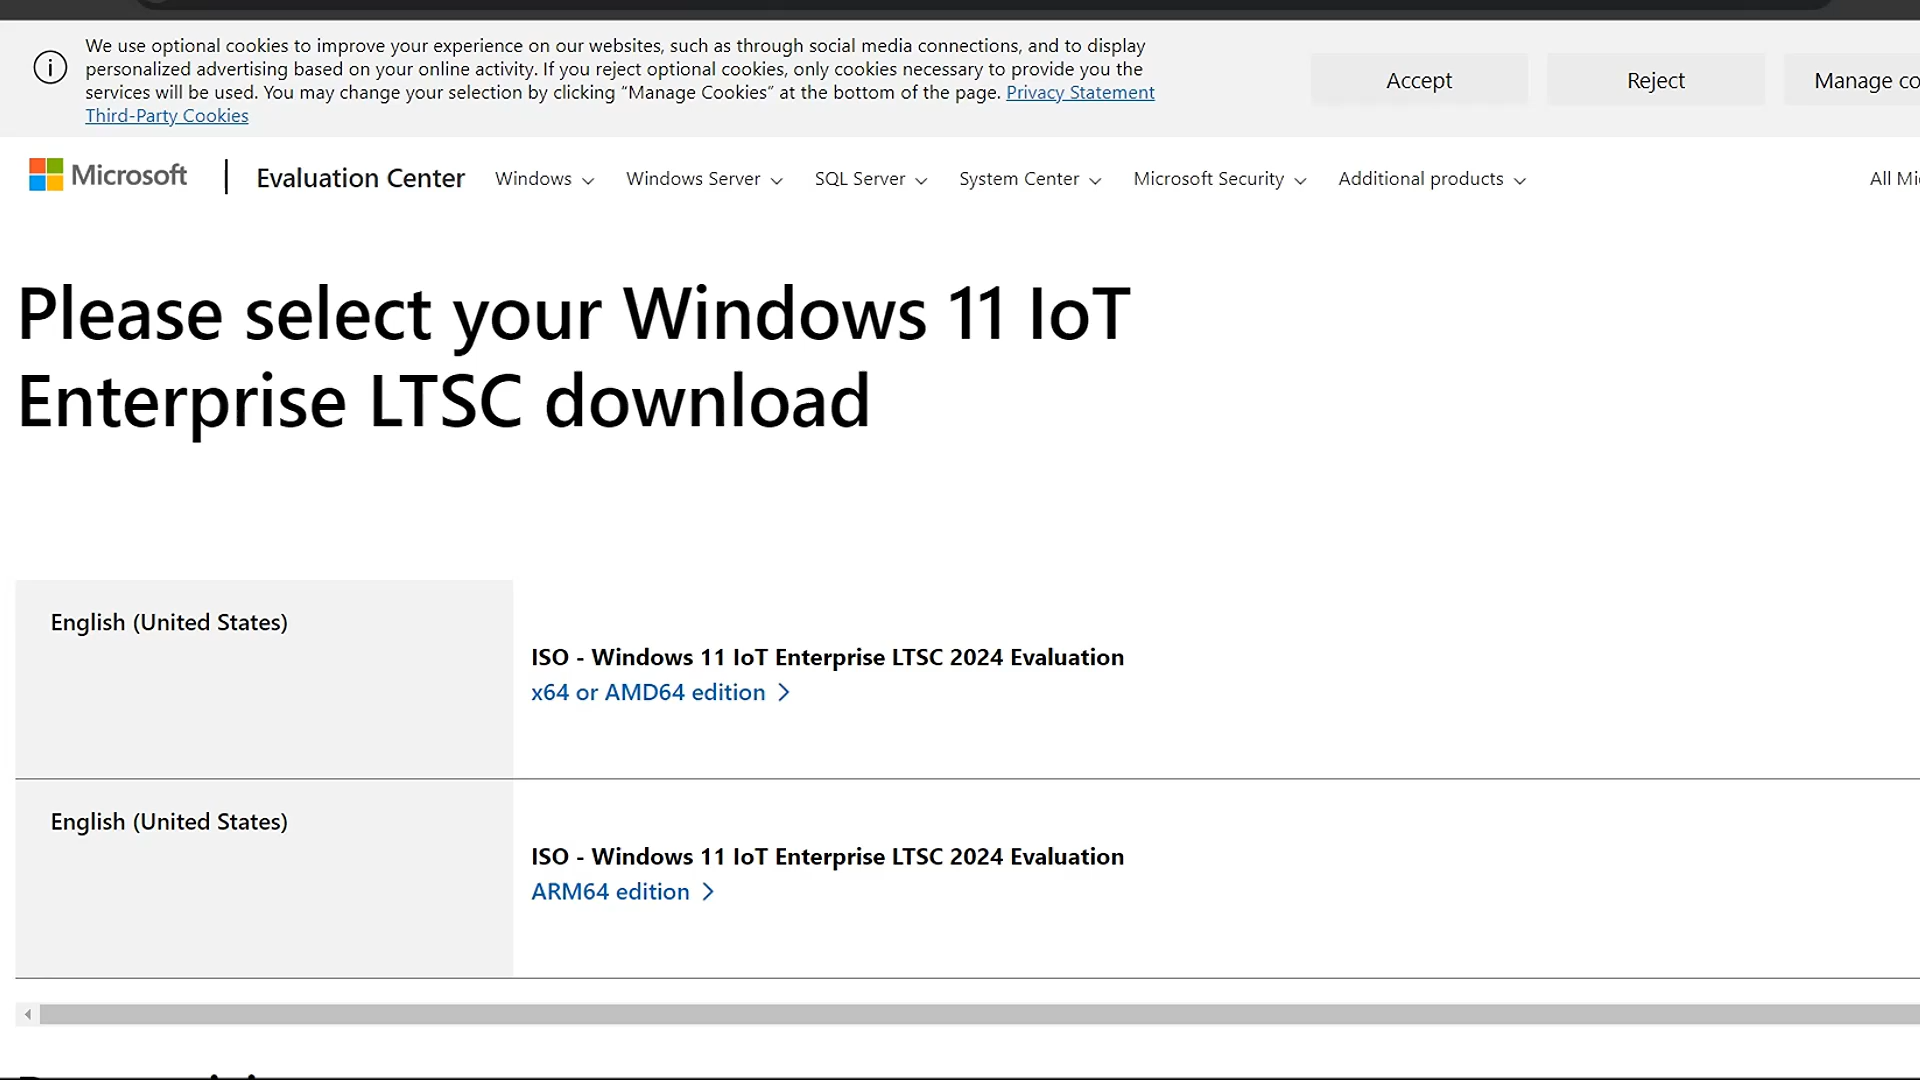 We use optional cookies to improve your experience on our websites, such as through social media connections, and to display
personalized advertising based on your online activity. If you reject optional cookies, only cookies necessary to provide you the
services will be used. You may change your selection by clicking “Manage Cookies” at the bottom of the page. Privacy Statement
Third-Party Cookies
Accept
Reject
Manage co
Microsoft
Evaluation Center
Windows
Windows Server
SQL Server
System Center
Microsoft Security
Additional products
All Mi
Please select your Windows 11 IoT
Enterprise LTSC download
English (United States)
ISO - Windows 11 IoT Enterprise LTSC 2024 Evaluation
x64 or AMD64 edition
English (United States)
ISO - Windows 11 IoT Enterprise LTSC 2024 Evaluation
ARM64 edition